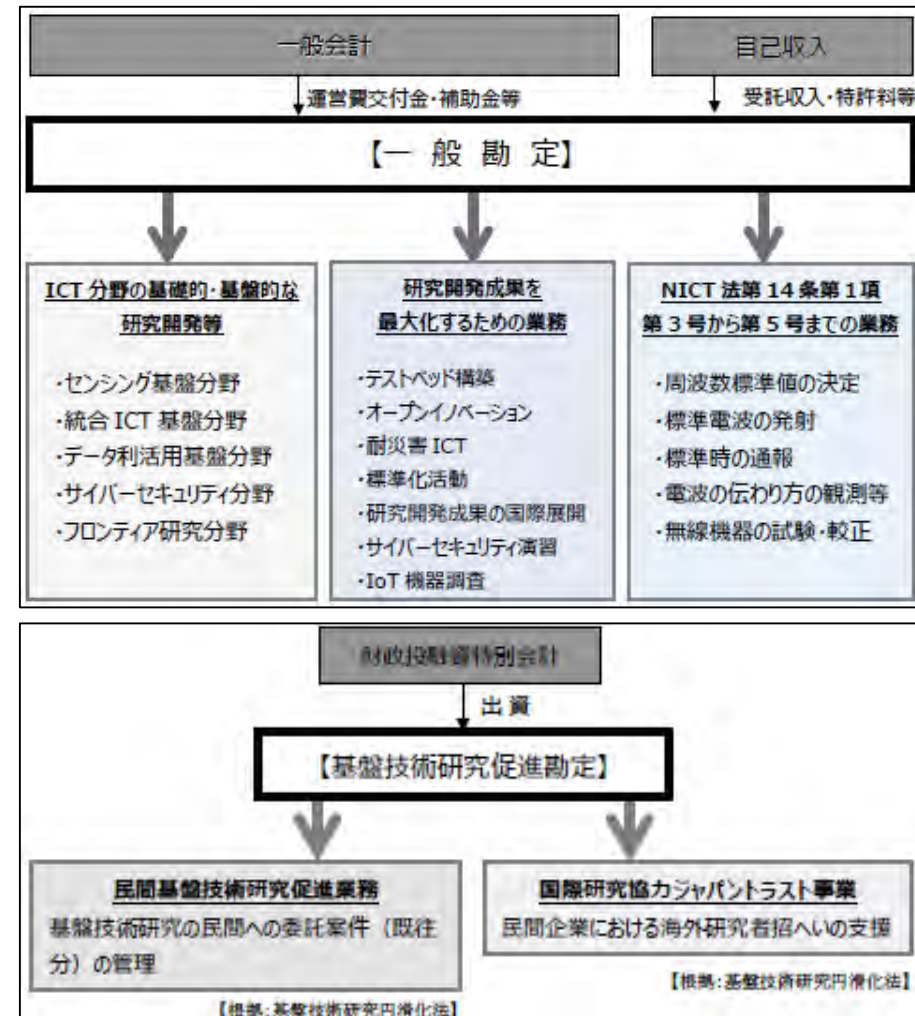 一般会計
自己収入
運営費交付金・補助金等
受託収入・特許料等
【一 般 勘 定】
ICT 分野の基礎的・基盤的な
研究開発等
・センシング基盤分野
・統合 ICT 基盤分野
・データ利活用基盤分野
・サイバーセキュリティ分野
・フロンティア研究分野
研究開発成果を
最大化するための業務
・テストベッド構築
・オープンイノベーション
・耐災害 ICT
・標準化活動
・研究開発成果の国際展開
・サイバーセキュリティ演習
・IoT 機器調査
NICT 法第 14 条第 1 項
第 3 号から第 5 号までの業務
・周波数標準値の決定
・標準電波の発射
・標準時の通報
・電波の伝わり方の観測等
・無線機器の試験・較正
財政投融資特別会計
出 資
【基盤技術研究促進勘定】
民間基盤技術研究促進業務
基盤技術研究の民間への委託案件（既往
分）の管理
【根拠：基盤技術研究円滑化法】
国際研究協力ジャパントラスト事業
民間企業における海外研究者招へいの支援
【根拠：基盤技術研究円滑化法】